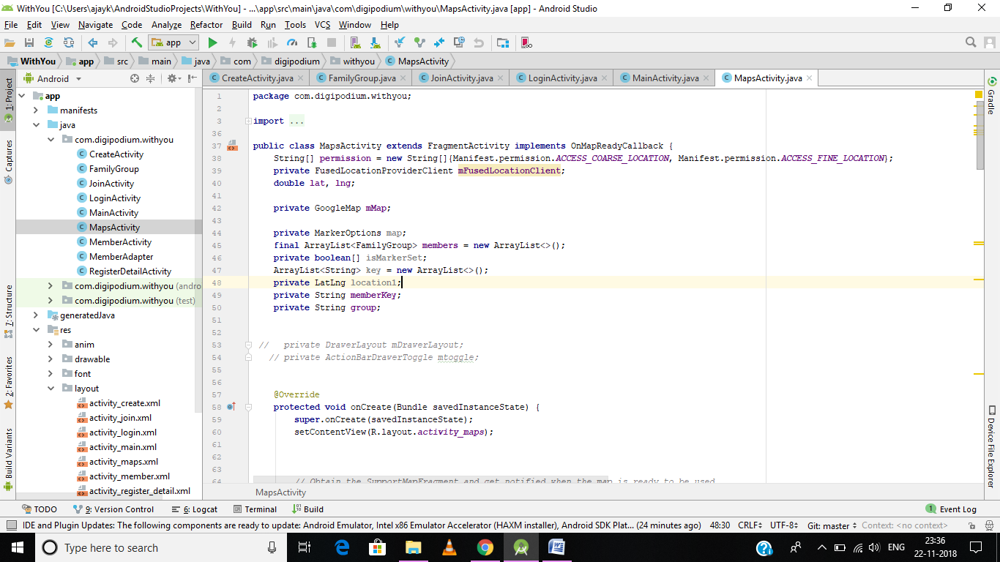 WithYou [C:\Users\ajayk\AndroidStudioProjects\WithYou] - ...\app\src\main\java\com\digipodium\withyou\MapsActivity.java [app] - Android Studio
File Edit View Navigate Code Analyze Refactor Build Run Tools VCS Window Help
app
WithYou app src main java com digipodium withyou MapsActivity
Android
CreateActivity.java FamilyGroup.java JoinActivity.java LoginActivity.java MainActivity.java MapsActivity.java
1: Project
Captures
7: Structure
2: Favorites
Build Variants
app
manifests
java
com.digipodium.withyou
CreateActivity
FamilyGroup
JoinActivity
LoginActivity
MainActivity
MapsActivity
MemberActivity
MemberAdapter
RegisterDetailActivity
com.digipodium.withyou (andro
com.digipodium.withyou (test)
generatedJava
res
anim
drawable
font
layout
activity_create.xml
activity_join.xml
activity_login.xml
activity_main.xml
activity_maps.xml
activity_member.xml
activity_register_detail.xml
1 package com.digipodium.withyou;
2
3 import ...
36
37 public class MapsActivity extends FragmentActivity implements OnMapReadyCallback {
38 String[] permission = new String[]{Manifest.permission.ACCESS_COARSE_LOCATION, Manifest.permission.ACCESS_FINE_LOCATION};
39 private FusedLocationProviderClient mFusedLocationClient;
40 double lat, lng;
41
42 private GoogleMap mMap;
43
44 private MarkerOptions map;
45 final ArrayList<FamilyGroup> members = new ArrayList<>();
46 private boolean[] isMarkerSet;
47 ArrayList<String> key = new ArrayList<>();
48 private LatLng location1;
49 private String memberKey;
50 private String group;
51
52
53 // private DrawerLayout mDrawerLayout;
54 // private ActionBarDrawerToggle mtoggle;
55
56
57 @Override
58 protected void onCreate(Bundle savedInstanceState) {
59 super.onCreate(savedInstanceState);
60 setContentView(R.layout.activity_maps);
61
62
63
64 // Obtain the SupportMapFragment and get notified when the map is ready to be used
MapsActivity
Gradle
Device File Explorer
TODO 9: Version Control 6: Logcat Terminal Build 1 Event Log
IDE and Plugin Updates: The following components are ready to update: Android Emulator, Intel x86 Emulator Accelerator (HAXM installer), Android SDK Plat... (24 minutes ago) 48:30 CRLF UTF-8 Git: master Context: <no context>
Type here to search
ENG
23:36
22-11-2018